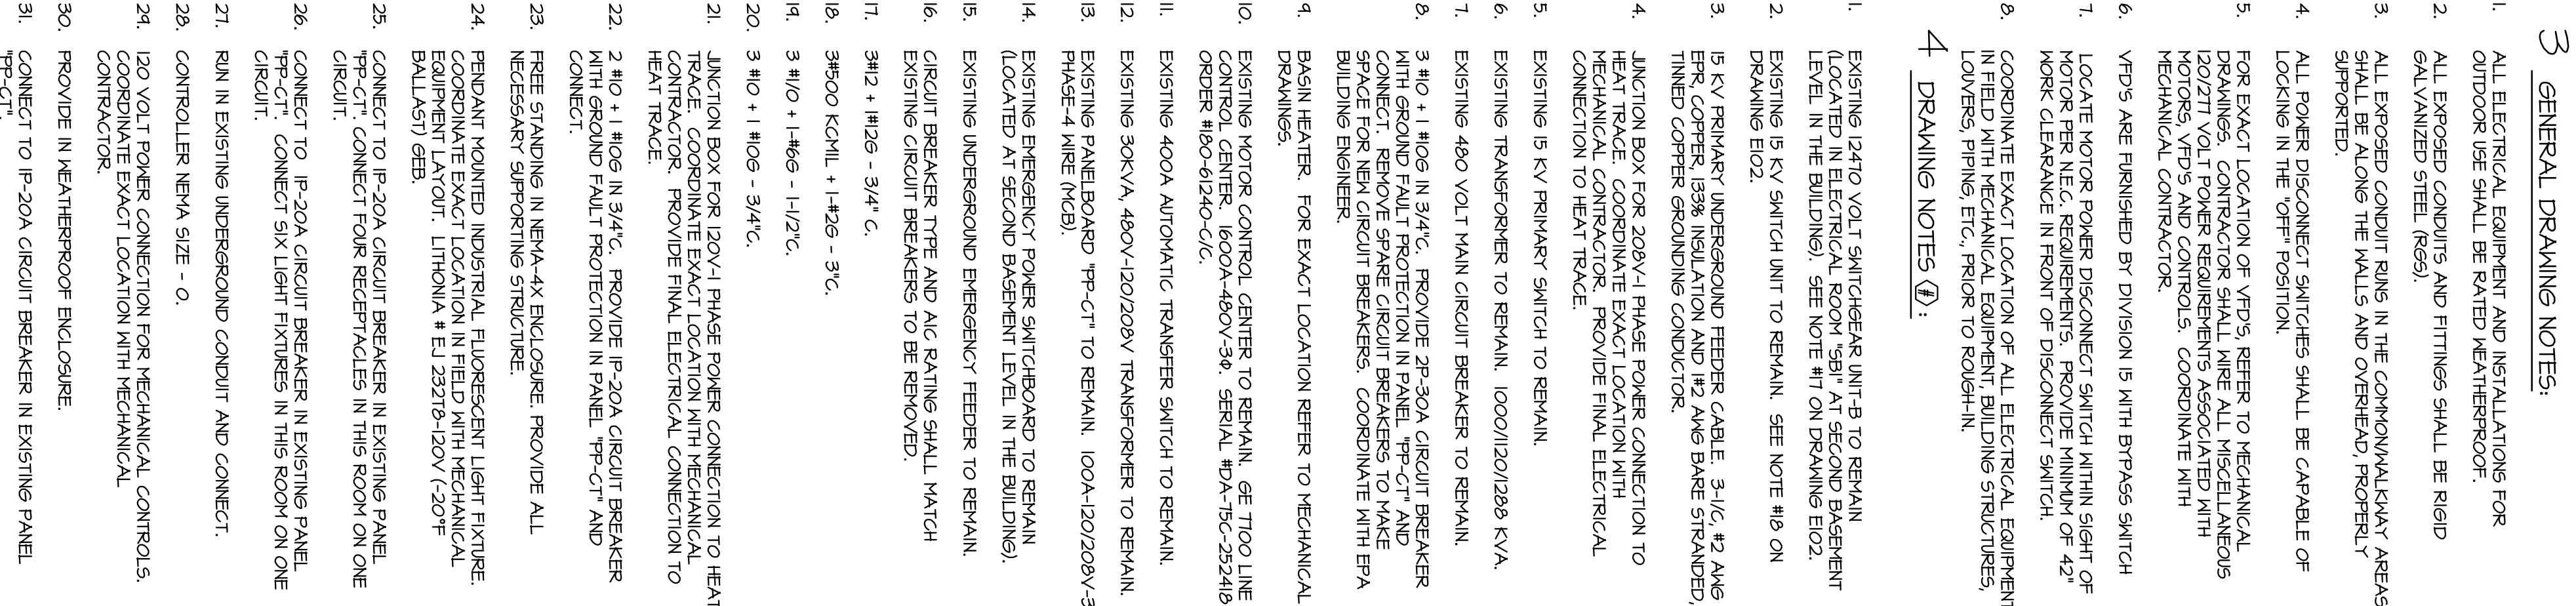 3 GENERAL DRAWING NOTES:
1. ALL ELECTRICAL EQUIPMENT AND INSTALLATIONS FOR
OUTDOOR USE SHALL BE RATED WEATHERPROOF.
2. ALL EXPOSED CONDUITS AND FITTINGS SHALL BE RIGID
GALVANIZED STEEL (RGS).
3. ALL EXPOSED CONDUIT RUNS IN THE COMMON/WALKWAY AREAS
SHALL BE ALONG THE WALLS AND OVERHEAD, PROPERLY
SUPPORTED.
4. ALL POWER DISCONNECT SWITCHES SHALL BE CAPABLE OF
LOCKING IN THE "OFF" POSITION.
5. FOR EXACT LOCATION OF VFD'S, REFER TO MECHANICAL
DRAWINGS. CONTRACTOR SHALL WIRE ALL MISCELLANEOUS
120/277 VOLT POWER REQUIREMENTS ASSOCIATED WITH
MOTORS, VFD'S AND CONTROLS. COORDINATE WITH
MECHANICAL CONTRACTOR.
6. VFD'S ARE FURNISHED BY DIVISION 15 WITH BYPASS SWITCH
7. LOCATE MOTOR POWER DISCONNECT SWITCH WITHIN SIGHT OF
MOTOR PER N.E.C. REQUIREMENTS. PROVIDE MINIMUM OF 42"
WORK CLEARANCE IN FRONT OF DISCONNECT SWITCH.
8. COORDINATE EXACT LOCATION OF ALL ELECTRICAL EQUIPMENT
IN FIELD WITH MECHANICAL EQUIPMENT, BUILDING STRUCTURES,
LOUVERS, PIPING, ETC., PRIOR TO ROUGH-IN.
4 DRAWING NOTES #:
1. EXISTING 12470 VOLT SWITCHGEAR UNIT-B TO REMAIN
(LOCATED IN ELECTRICAL ROOM "SB1" AT SECOND BASEMENT
LEVEL IN THE BUILDING). SEE NOTE #17 ON DRAWING E102.
2. EXISTING 15 KV SWITCH UNIT TO REMAIN. SEE NOTE #18 ON
DRAWING E102.
3. 15 KV PRIMARY UNDERGROUND FEEDER CABLE. 3-1/C, #2 AWG
EPR, COPPER, 133% INSULATION AND 1#2 AWG BARE STRANDED,
TINNED COPPER GROUNDING CONDUCTOR.
4. JUNCTION BOX FOR 208V-1 PHASE POWER CONNECTION TO
HEAT TRACE. COORDINATE EXACT LOCATION WITH
MECHANICAL CONTRACTOR. PROVIDE FINAL ELECTRICAL
CONNECTION TO HEAT TRACE.
5. EXISTING 15 KV PRIMARY SWITCH TO REMAIN.
6. EXISTING TRANSFORMER TO REMAIN. 1000/1120/1288 KVA.
7. EXISTING 480 VOLT MAIN CIRCUIT BREAKER TO REMAIN.
8. 3 #10 + 1 #10G IN 3/4"C. PROVIDE 2P-30A CIRCUIT BREAKER
WITH GROUND FAULT PROTECTION IN PANEL "PP-CT" AND
CONNECT. REMOVE SPARE CIRCUIT BREAKERS TO MAKE
SPACE FOR NEW CIRCUIT BREAKERS. COORDINATE WITH EPA
BUILDING ENGINEER.
9. BASIN HEATER. FOR EXACT LOCATION REFER TO MECHANICAL
DRAWINGS.
10. EXISTING MOTOR CONTROL CENTER TO REMAIN. GE 7700 LINE
CONTROL CENTER. 1600A-480V-3Φ. SERIAL #DA-75C-252418
ORDER #180-61240-C/C.
11. EXISTING 400A AUTOMATIC TRANSFER SWITCH TO REMAIN.
12. EXISTING 30KVA, 480V-120/208V TRANSFORMER TO REMAIN.
13. EXISTING PANELBOARD "PP-CT" TO REMAIN. 100A-120/208V-3
PHASE-4 WIRE (MCB).
14. EXISTING EMERGENCY POWER SWITCHBOARD TO REMAIN
(LOCATED AT SECOND BASEMENT LEVEL IN THE BUILDING).
15. EXISTING UNDERGROUND EMERGENCY FEEDER TO REMAIN.
16. CIRCUIT BREAKER TYPE AND AIC RATING SHALL MATCH
EXISTING CIRCUIT BREAKERS TO BE REMOVED.
17. 3#12 + 1#12G - 3/4" C.
18. 3#500 KCMIL + 1-#2G - 3"C.
19. 3 #1/0 + 1-#6G - 1-1/2"C.
20. 3 #10 + 1 #10G - 3/4"C.
21. JUNCTION BOX FOR 120V-1 PHASE POWER CONNECTION TO HEAT
TRACE. COORDINATE EXACT LOCATION WITH MECHANICAL
CONTRACTOR. PROVIDE FINAL ELECTRICAL CONNECTION TO
HEAT TRACE.
22. 2 #10 + 1 #10G IN 3/4"C. PROVIDE 1P-20A CIRCUIT BREAKER
WITH GROUND FAULT PROTECTION IN PANEL "PP-CT" AND
CONNECT.
23. FREE STANDING IN NEMA-4X ENCLOSURE. PROVIDE ALL
NECESSARY SUPPORTING STRUCTURE.
24. PENDANT MOUNTED INDUSTRIAL FLUORESCENT LIGHT FIXTURE.
COORDINATE EXACT LOCATION IN FIELD WITH MECHANICAL
EQUIPMENT LAYOUT. LITHONIA # EJ 232T8-120V (-20°F
BALLAST) GEB.
25. CONNECT TO 1P-20A CIRCUIT BREAKER IN EXISTING PANEL
"PP-CT". CONNECT FOUR RECEPTACLES IN THIS ROOM ON ONE
CIRCUIT.
26. CONNECT TO 1P-20A CIRCUIT BREAKER IN EXISTING PANEL
"PP-CT". CONNECT SIX LIGHT FIXTURES IN THIS ROOM ON ONE
CIRCUIT.
27. RUN IN EXISTING UNDERGROUND CONDUIT AND CONNECT.
28. CONTROLLER NEMA SIZE - 0.
29. 120 VOLT POWER CONNECTION FOR MECHANICAL CONTROLS.
COORDINATE EXACT LOCATION WITH MECHANICAL
CONTRACTOR.
30. PROVIDE IN WEATHERPROOF ENCLOSURE.
31. CONNECT TO 1P-20A CIRCUIT BREAKER IN EXISTING PANEL
"PP-CT".